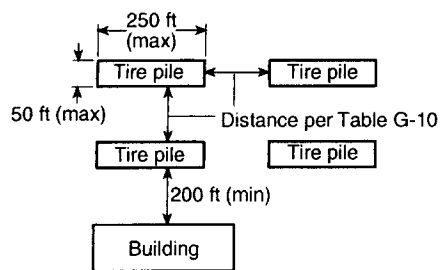 250 ft
(max)
Tire pile
Tire pile
50 ft (max)
Distance per Table G-10
Tire pile
Tire pile
200 ft (min)
Building